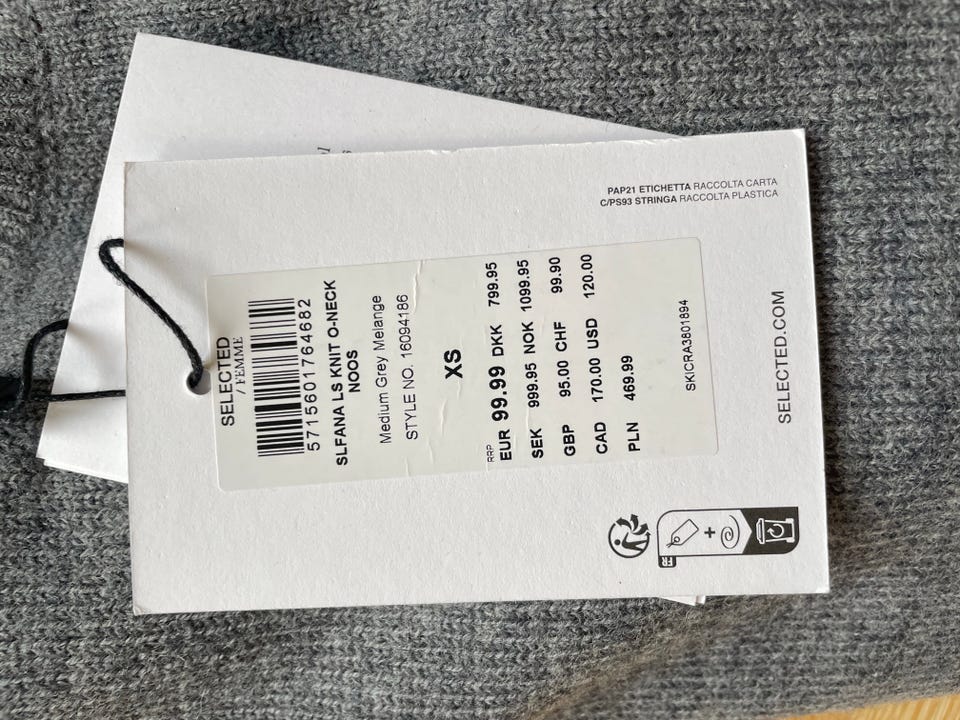 PAP21 ETICHETTA RACCOLTA CARTA
C/PS93 STRINGA RACCOLTA PLASTICA
SELECTED
/ FEMME
5715601764682
SLFANA LS KNIT O-NECK
NOOS
Medium Grey Melange
STYLE NO. 16094186
XS
RRP
EUR 99.99 DKK 799.95
SEK 999.95 NOK 1099.95
GBP 95.00 CHF 99.90
CAD 170.00 USD 120.00
PLN 469.99
SKICRA3801894
SELECTED.COM
FR
+